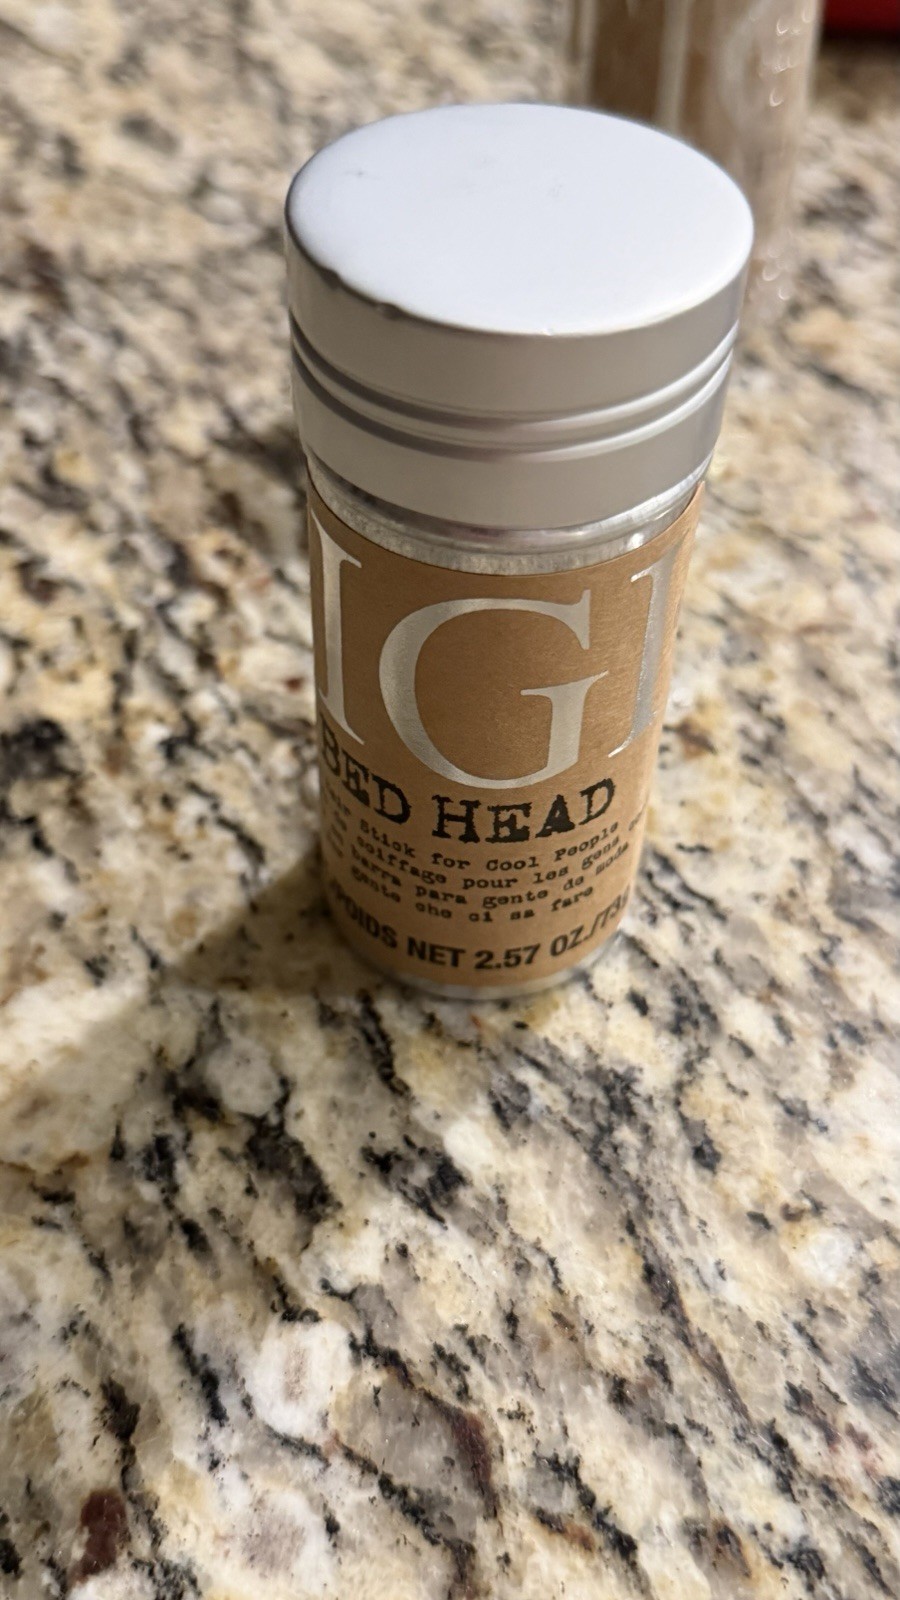 IGI
BED HEAD
Stick for Cool People
coiffage pour les gens
barra para gente de moda
gente che ci sa fare
POIDS NET 2.57 OZ./73